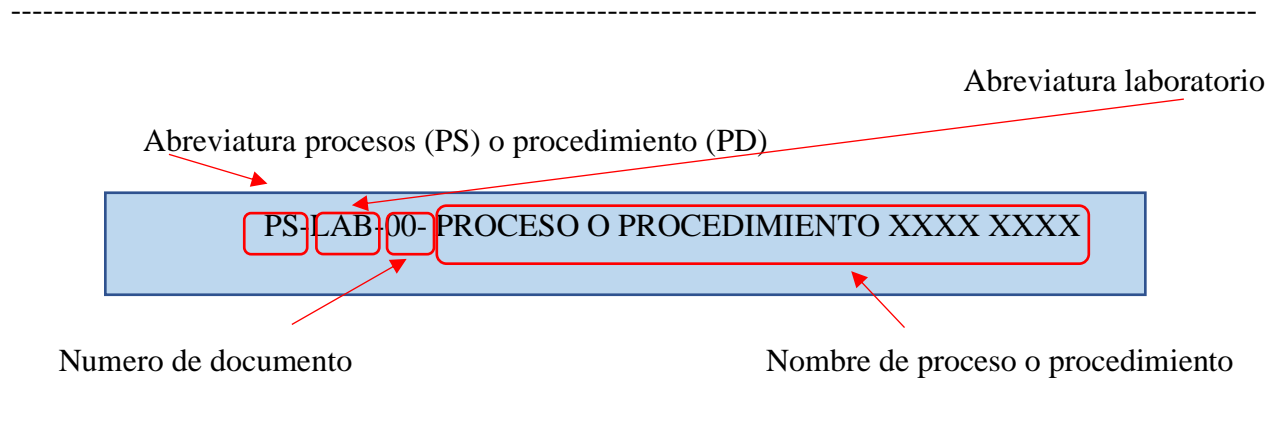 Abreviatura laboratorio
Abreviatura procesos (PS) o procedimiento (PD)
PS-LAB-00- PROCESO O PROCEDIMIENTO XXXX XXXX
Numero de documento
Nombre de proceso o procedimiento